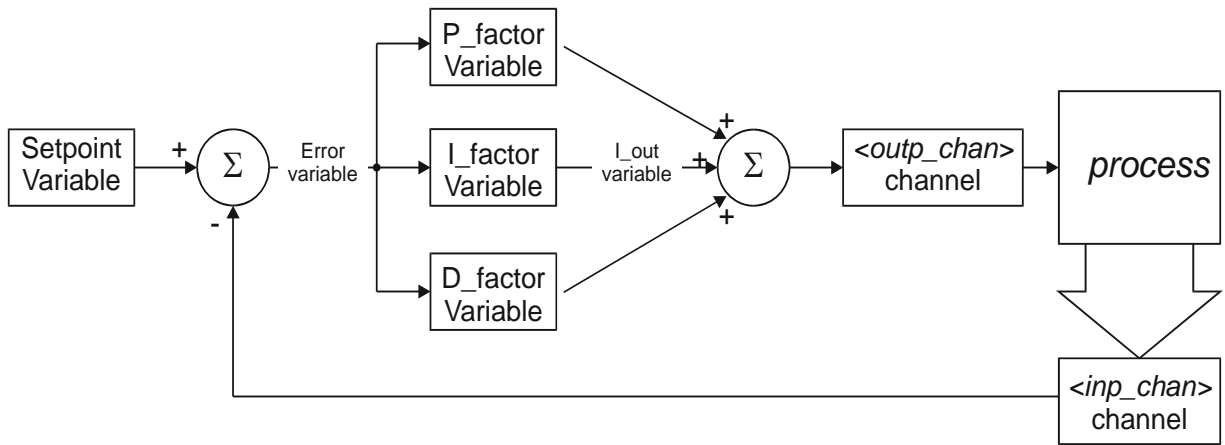 P_factor
Variable
Setpoint
Variable
+
Σ
-
Error
variable
I_factor
Variable
I_out
variable
D_factor
Variable
+
+
+
Σ
<outp_chan>
channel
process
<inp_chan>
channel